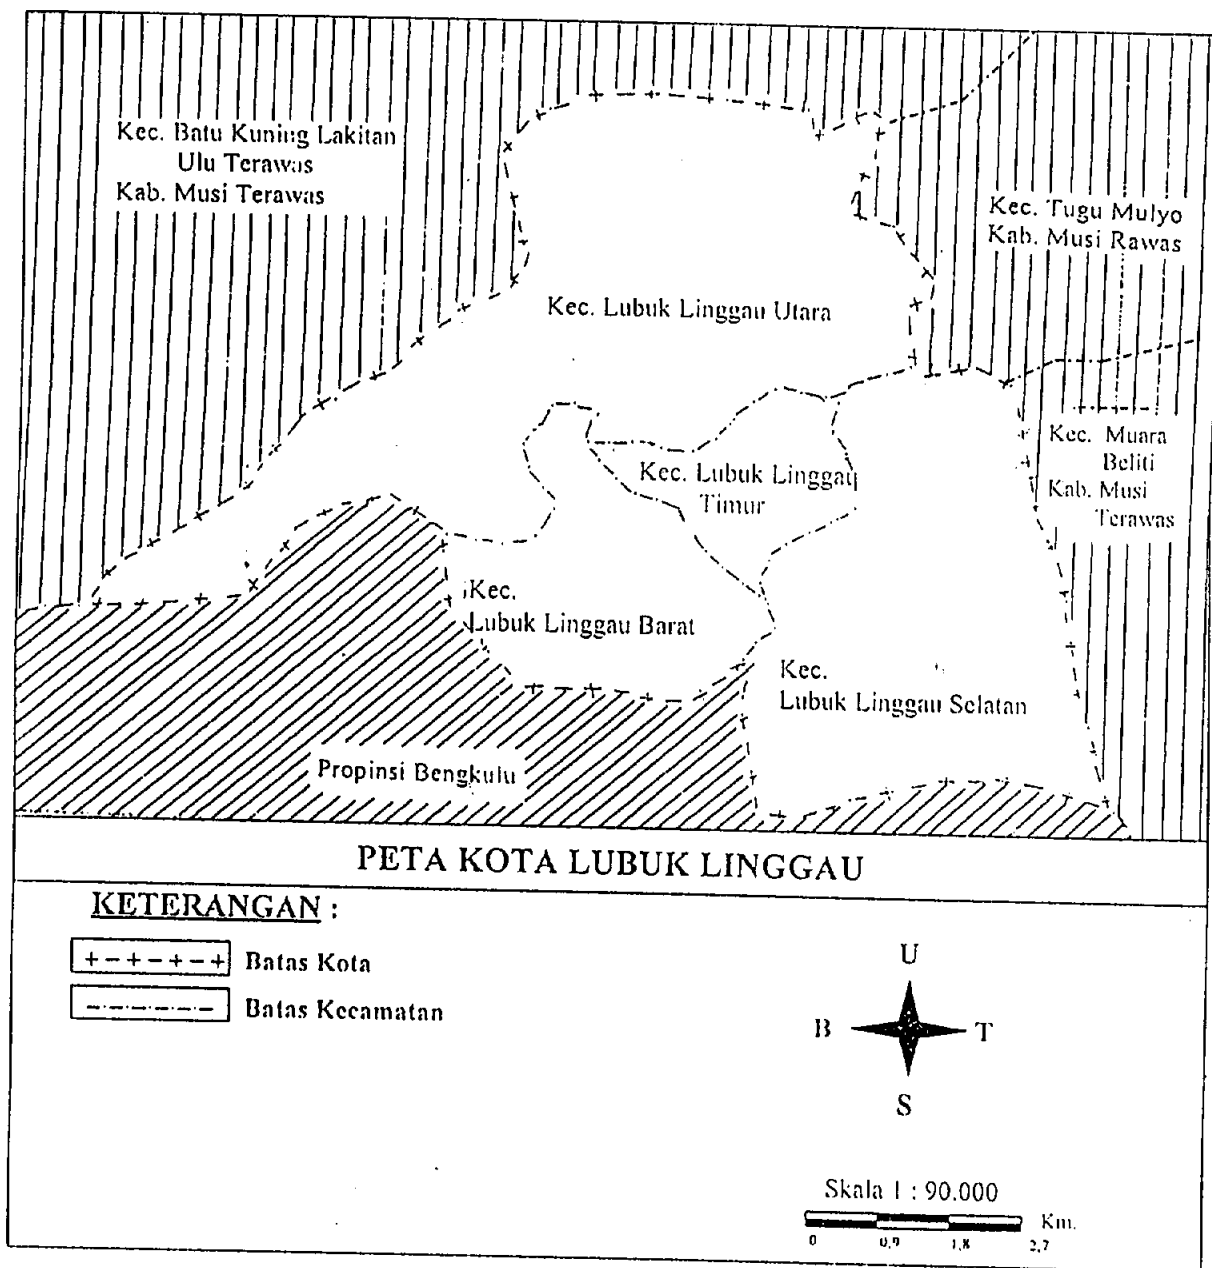 Kec. Batu Kuning Lakitan
Ulu Terawas
Kab. Musi Terawas
Kec. Tugu Mulyo
Kab. Musi Rawas
Kec. Lubuk Linggau Utara
Kec. Muara
Beliti
Kab. Musi
Terawas
Kec. Lubuk Linggau
Timur
Kec.
Lubuk Linggau Barat
Kec.
Lubuk Linggau Selatan
Propinsi Bengkulu
PETA KOTA LUBUK LINGGAU
KETERANGAN :
Batas Kota
Batas Kecamatan
U
B T
S
Skala 1 : 90.000
Km.
0 0,9 1,8 2,7